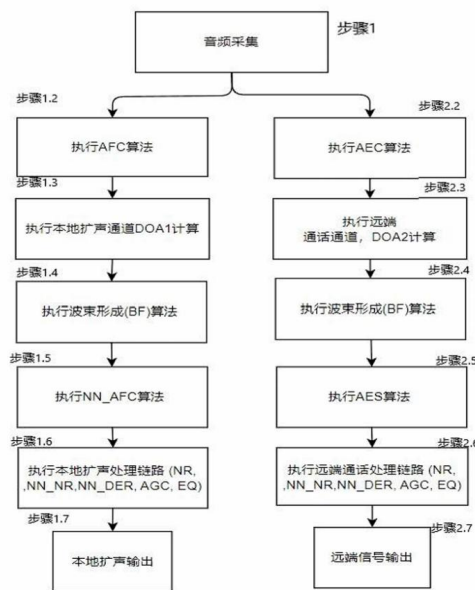 音频采集
步骤1
步骤1.2
步骤2.2
执行AFC算法
执行AEC算法
步骤1.3
步骤2.3
执行本地扩声通道DOA1计算
执行远端
通话通道，DOA2计算
步骤1.4
步骤2.4
执行波束形成(BF)算法
执行波束形成(BF)算法
步骤1.5
步骤2.5
执行NN_AFC算法
执行AES算法
步骤1.6
步骤2.6
执行本地扩声处理链路 (NR,
,NN_NR,NN_DER, AGC, EQ)
执行远端通话处理链路 (NR,
,NN_NR,NN_DER, AGC, EQ)
步骤1.7
步骤2.7
本地扩声输出
远端信号输出